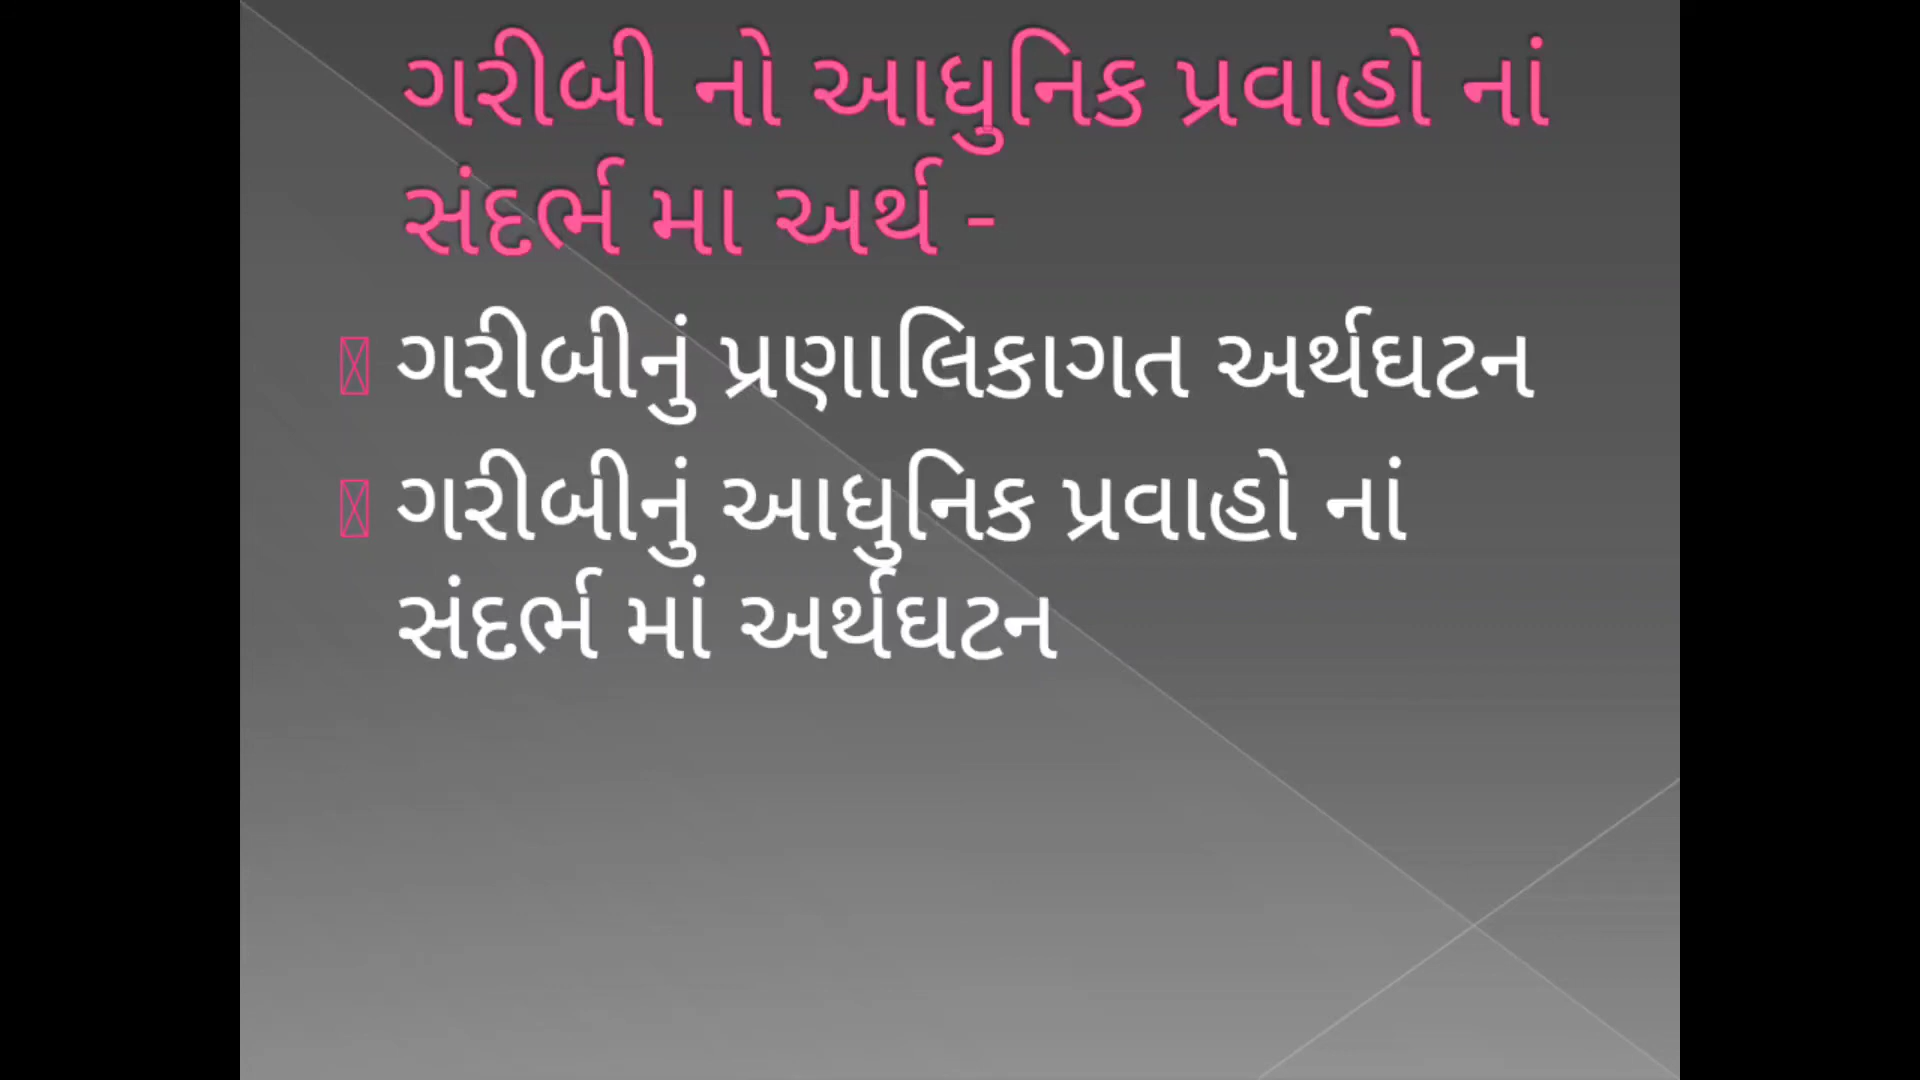 ગરીબી નો આધુનિક પ્રવાહો નાં
સંદર્ભ મા અર્થ -
ગરીબીનું પ્રણાલિકાગત અર્થઘટન
ગરીબીનું આધુનિક પ્રવાહો નાં
સંદર્ભ માં અર્થઘટન